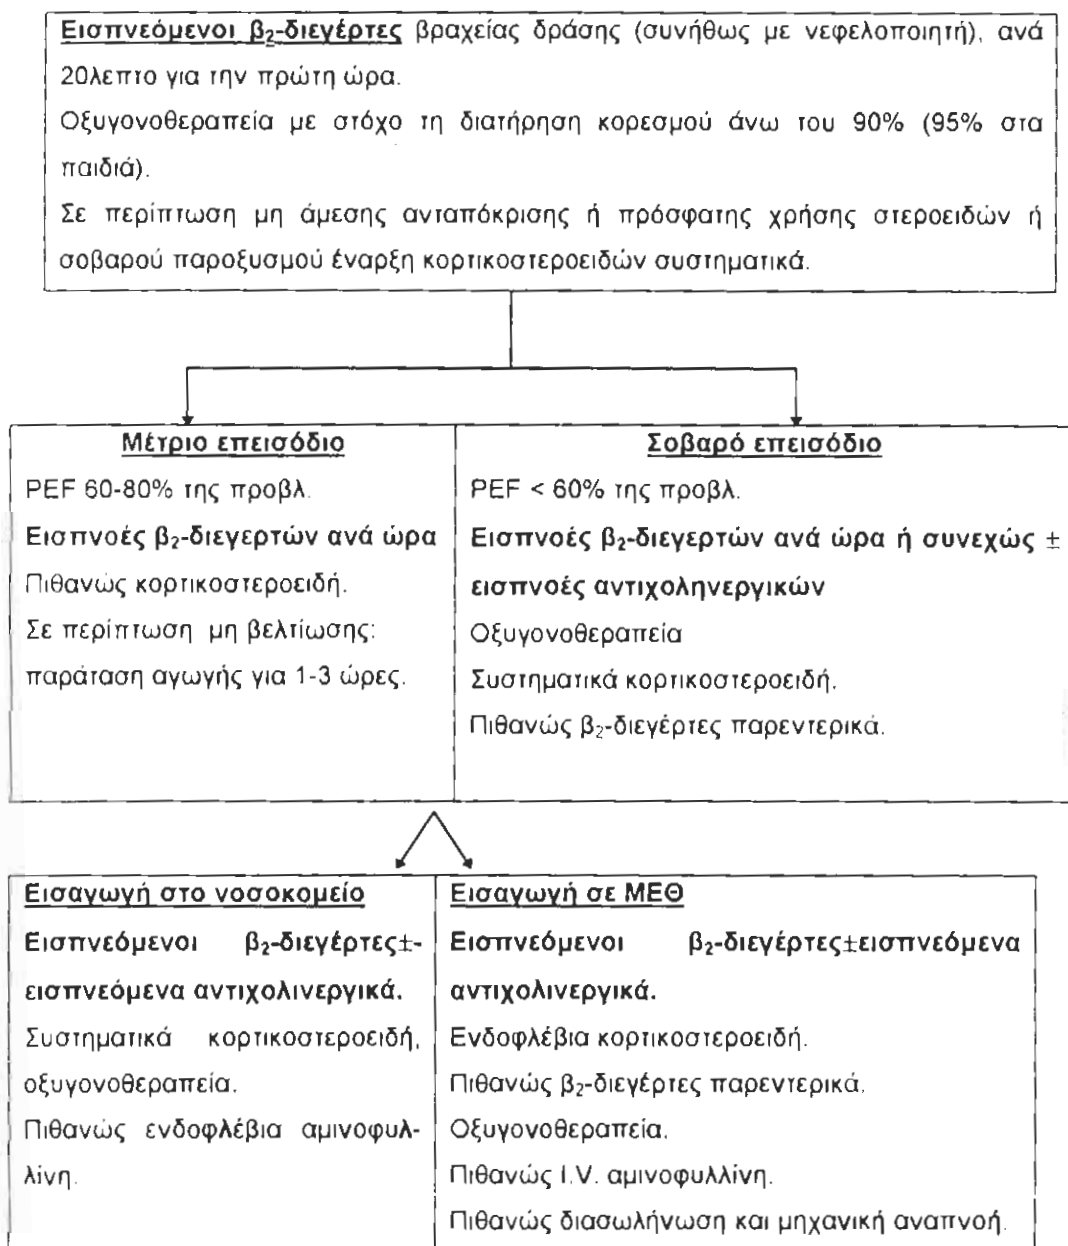 Εισπνεόμενοι β₂-διεγέρτες βραχείας δράσης (συνήθως με νεφελοποιητή), ανά
20λεπτο για την πρώτη ώρα.
Οξυγονοθεραπεία με στόχο τη διατήρηση κορεσμού άνω του 90% (95% στα
παιδιά).
Σε περίπτωση μη άμεσης ανταπόκρισης ή πρόσφατης χρήσης στεροειδών ή
σοβαρού παροξυσμού έναρξη κορτικοστεροειδών συστηματικά.
Μέτριο επεισόδιο
PEF 60-80% της προβλ.
Εισπνοές β₂-διεγερτών ανά ώρα
Πιθανώς κορτικοστεροειδή.
Σε περίπτωση μη βελτίωσης:
παράταση αγωγής για 1-3 ώρες.
Σοβαρό επεισόδιο
PEF < 60% της προβλ.
Εισπνοές β₂-διεγερτών ανά ώρα ή συνεχώς ±
εισπνοές αντιχοληνεργικών
Οξυγονοθεραπεία
Συστηματικά κορτικοστεροειδή.
Πιθανώς β₂-διεγέρτες παρεντερικά.
Εισαγωγή στο νοσοκομείο
Εισπνεόμενοι β₂-διεγέρτες±-
εισπνεόμενα αντιχολινεργικά.
Συστηματικά κορτικοστεροειδή,
οξυγονοθεραπεία.
Πιθανώς ενδοφλέβια αμινοφυλ-
λίνη.
Εισαγωγή σε ΜΕΘ
Εισπνεόμενοι β₂-διεγέρτες±εισπνεόμενα
αντιχολινεργικά.
Ενδοφλέβια κορτικοστεροειδή.
Πιθανώς β₂-διεγέρτες παρεντερικά.
Οξυγονοθεραπεία.
Πιθανώς I.V. αμινοφυλλίνη.
Πιθανώς διασωλήνωση και μηχανική αναπνοή.